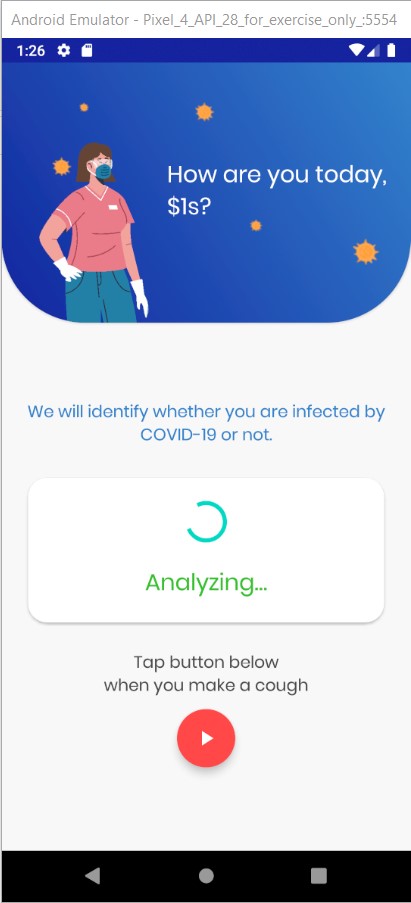 Android Emulator - Pixel_4_API_28_for_exercise_only_:5554
1:26
How are you today,
$1s?
We will identify whether you are infected by
COVID-19 or not.
Analyzing...
Tap button below
when you make a cough